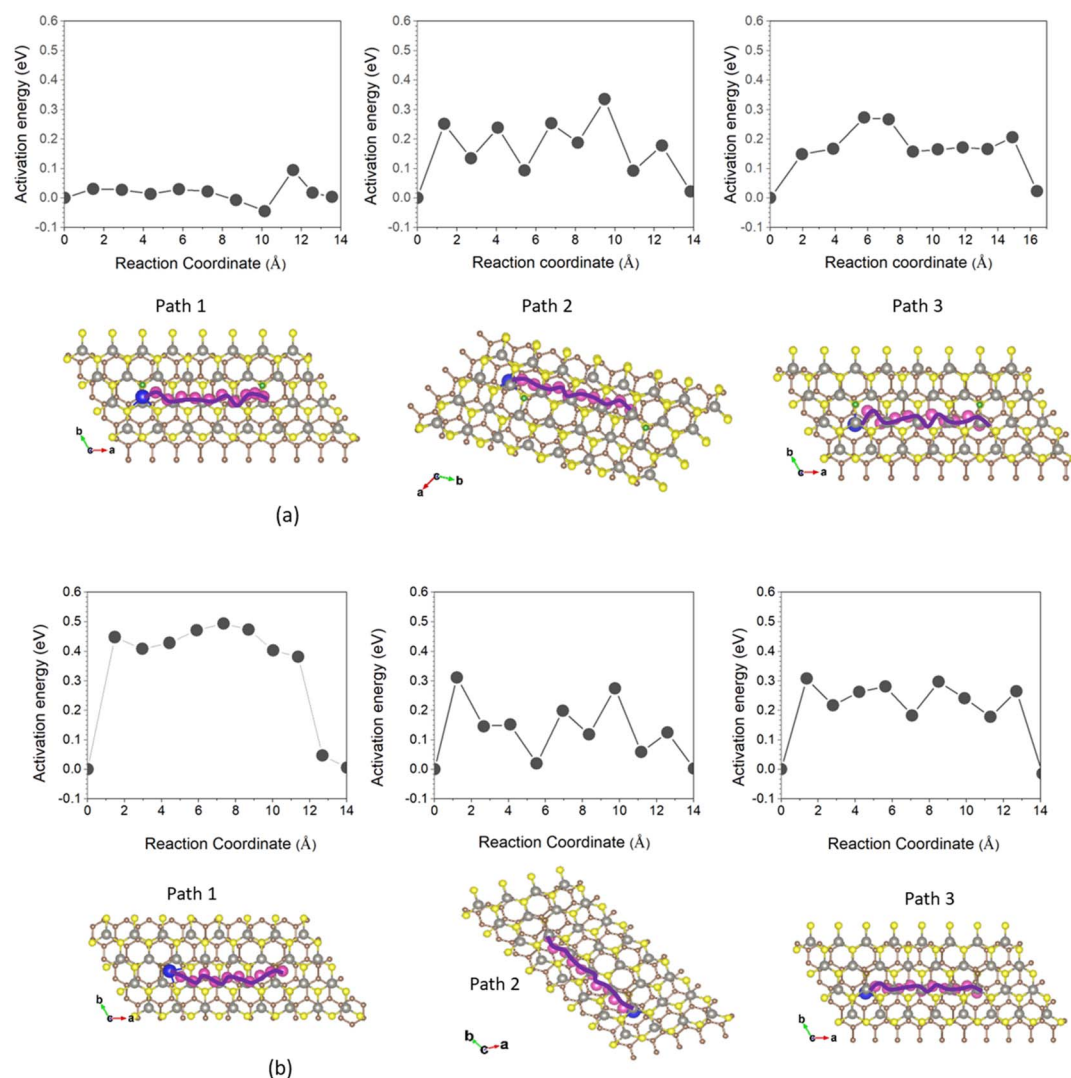 0.6 0.6 0.6
0.5 0.5 0.5
0.4 0.4 0.4
0.3 0.3 0.3
0.2 0.2 0.2
0.1 0.1 0.1
0.0 0.0 0.0
-0.1 -0.1 -0.1
Activation energy (eV) Activation energy (eV) Activation energy (eV)
0 2 4 6 8 10 12 14 0 2 4 6 8 10 12 14 0 2 4 6 8 10 12 14 16
Reaction Coordinate (Å) Reaction coordinate (Å) Reaction coordinate (Å)
Path 1 Path 2 Path 3
b c a
a c b
b c a
(a)
0.6 0.6 0.6
0.5 0.5 0.5
0.4 0.4 0.4
0.3 0.3 0.3
0.2 0.2 0.2
0.1 0.1 0.1
0.0 0.0 0.0
-0.1 -0.1 -0.1
Activation energy (eV) Activation energy (eV) Activation energy (eV)
0 2 4 6 8 10 12 14 0 2 4 6 8 10 12 14 0 2 4 6 8 10 12 14
Reaction Coordinate (Å) Reaction Coordinate (Å) Reaction Coordinate (Å)
Path 1
Path 2
Path 3
b c a
b c a
b c a
(b)